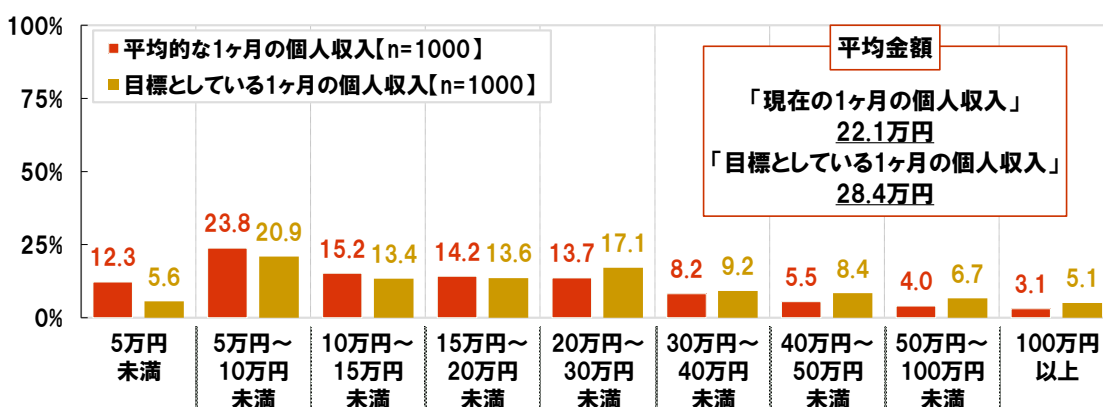 100%
75%
50%
25%
0%
■平均的な1ヶ月の個人収入【n=1000】
■目標としている1ヶ月の個人収入【n=1000】
平均金額
「現在の1ヶ月の個人収入」
22.1万円
「目標としている1ヶ月の個人収入」
28.4万円
12.3 5.6
23.8 20.9
15.2 13.4
14.2 13.6
13.7 17.1
8.2 9.2
5.5 8.4
4.0 6.7
3.1 5.1
5万円
未満
5万円～
10万円
未満
10万円～
15万円
未満
15万円～
20万円
未満
20万円～
30万円
未満
30万円～
40万円
未満
40万円～
50万円
未満
50万円～
100万円
未満
100万円
以上